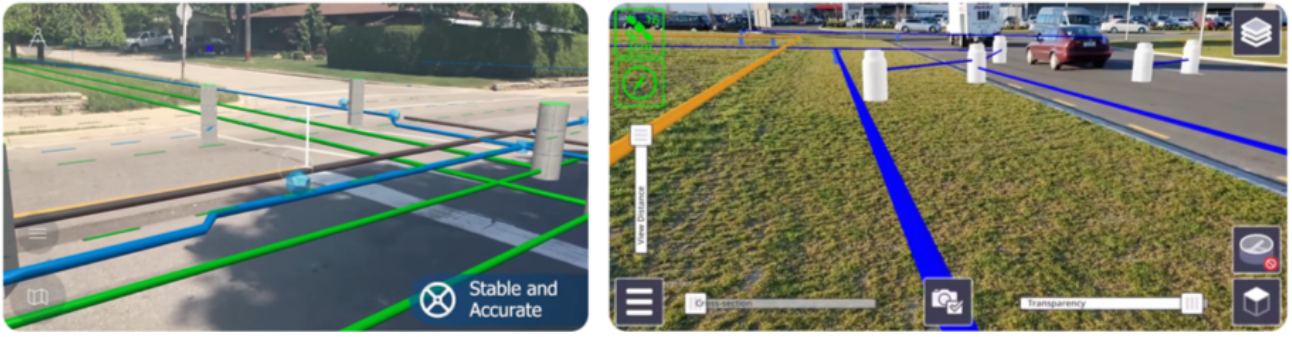 Stable and
Accurate
View Distance
Cross-section
Transparency